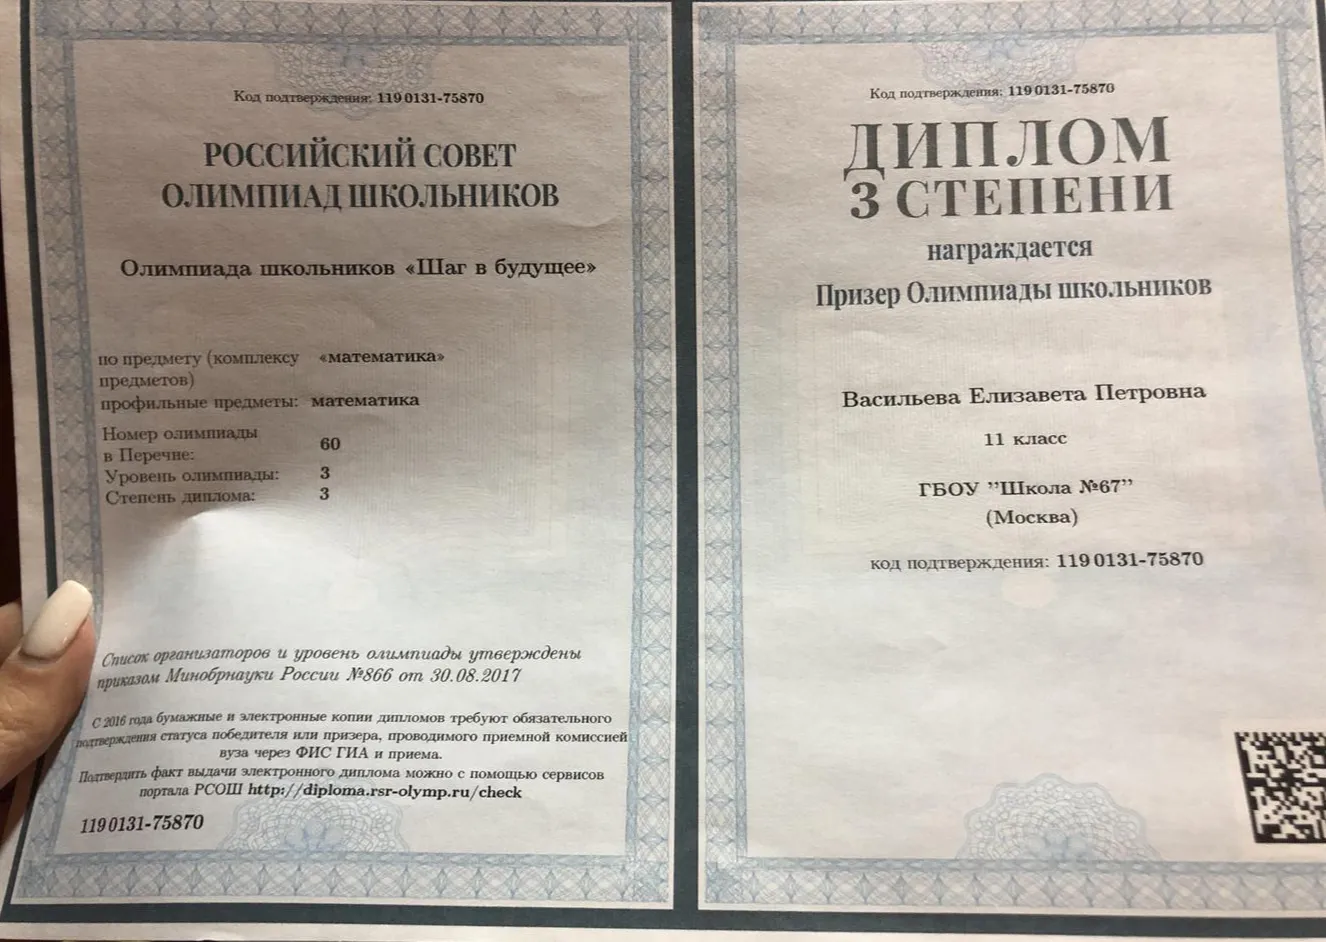 Код подтверждения: 119 0131-75870
РОССИЙСКИЙ СОВЕТ
ОЛИМПИАД ШКОЛЬНИКОВ
Олимпиада школьников «Шаг в будущее»
по предмету (комплексу предметов) «математика»
профильные предметы: математика
Номер олимпиады в Перечне: 60
Уровень олимпиады: 3
Степень диплома: 3
Список организаторов и уровень олимпиады утверждены
приказом Минобрнауки России №866 от 30.08.2017
С 2016 года бумажные и электронные копии дипломов требуют обязательного
подтверждения статуса победителя или призера, проводимого приемной комиссией
вуза через ФИС ГИА и приема.
Подтвердить факт выдачи электронного диплома можно с помощью сервисов
портала РСОШ http://diploma.rsr-olymp.ru/check
119 0131-75870
Код подтверждения: 119 0131-75870
ДИПЛОМ
3 СТЕПЕНИ
награждается
Призер Олимпиады школьников
Васильева Елизавета Петровна
11 класс
ГБОУ ”Школа №67”
(Москва)
код подтверждения: 119 0131-75870